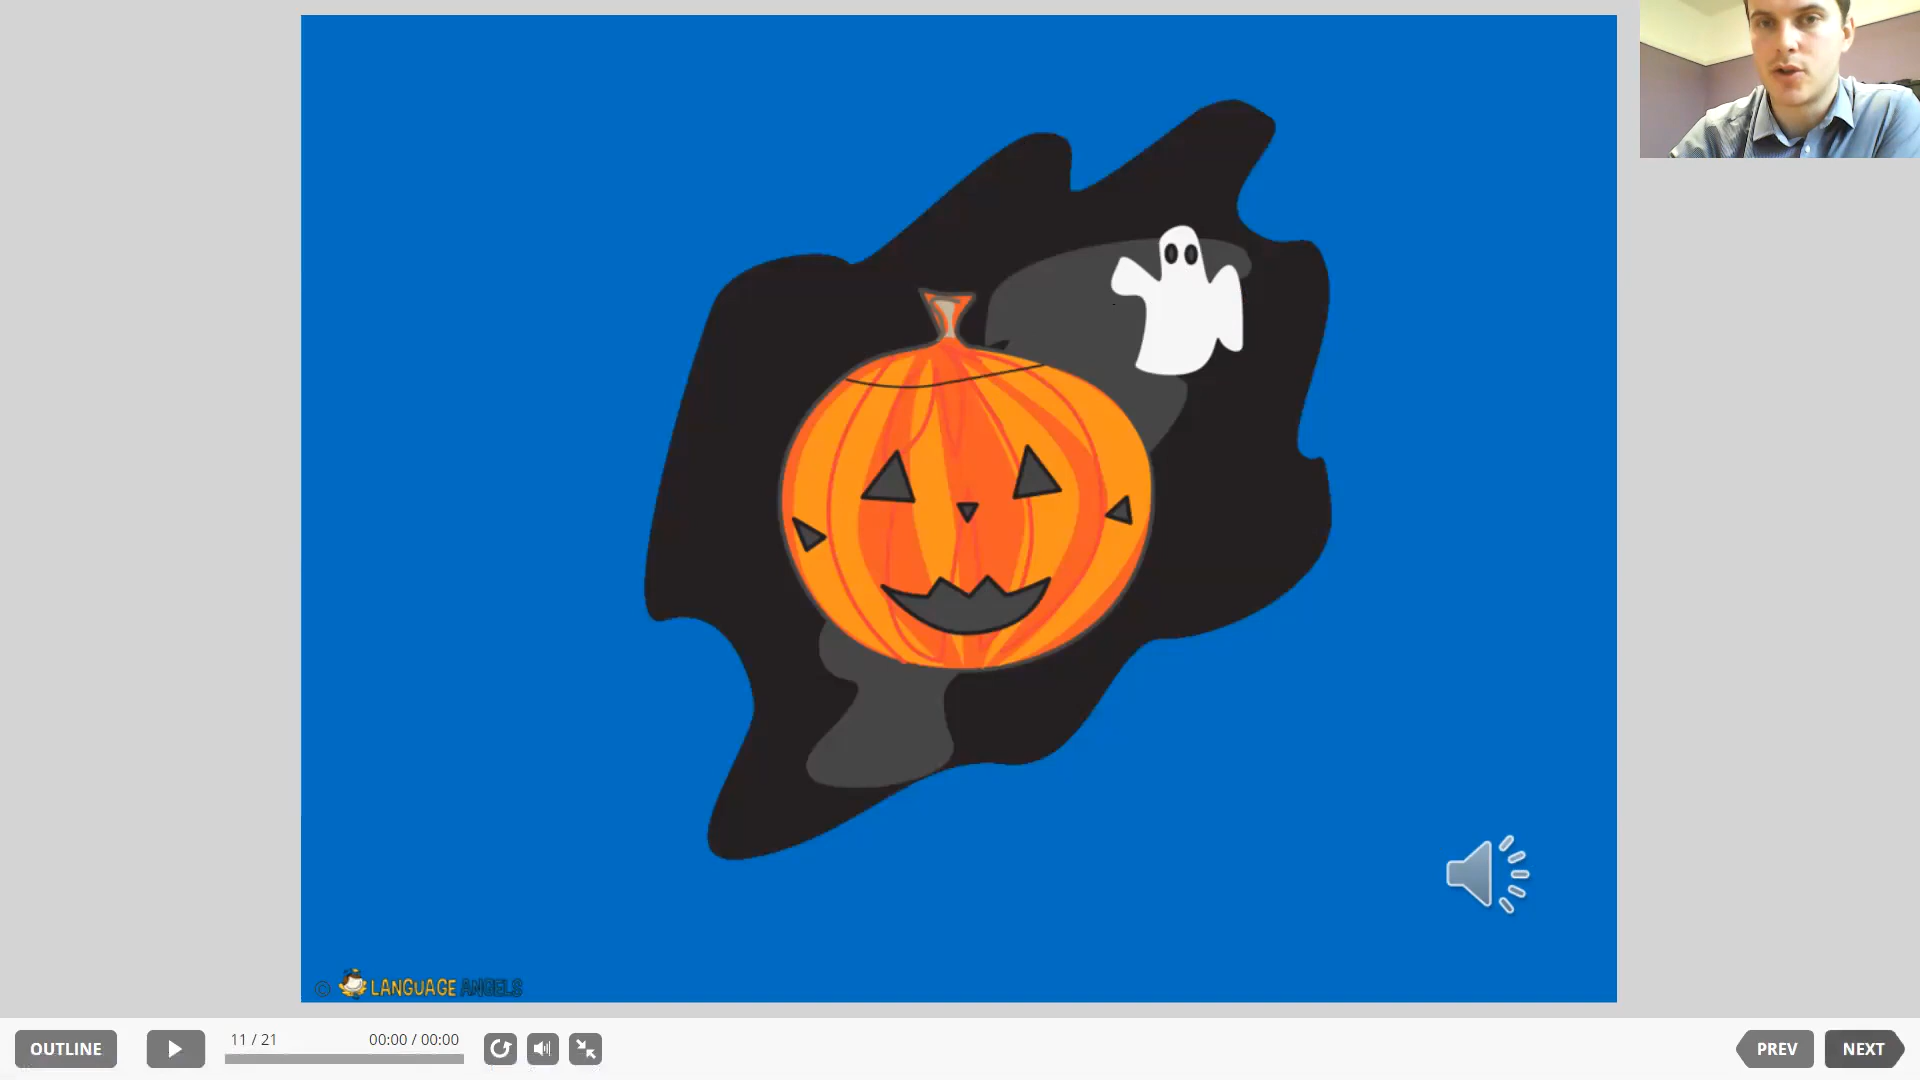 © LANGUAGE ANGELS
OUTLINE
11 / 21
00:00 / 00:00
PREV
NEXT